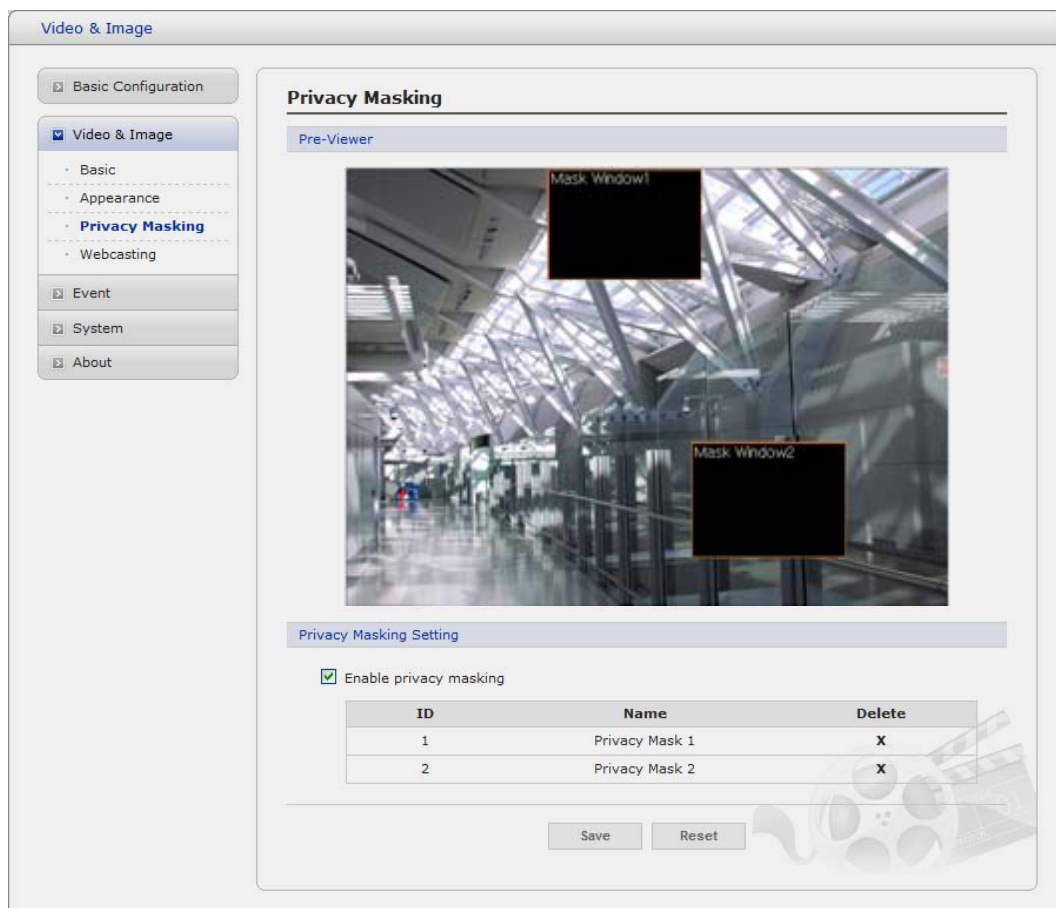 Video & Image
Basic Configuration
Video & Image
Basic
Appearance
Privacy Masking
Webcasting
Event
System
About
Privacy Masking
Pre-Viewer
Mask Window1
Mask Window2
Privacy Masking Setting
Enable privacy masking
ID Name Delete
1 Privacy Mask 1 X
2 Privacy Mask 2 X
Save Reset